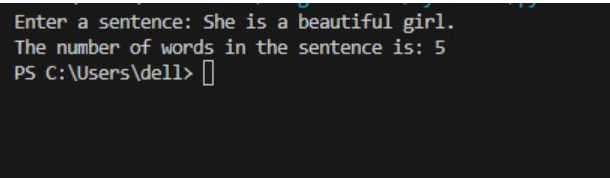 Enter a sentence: She is a beautiful girl.
The number of words in the sentence is: 5
PS C:\Users\dell>